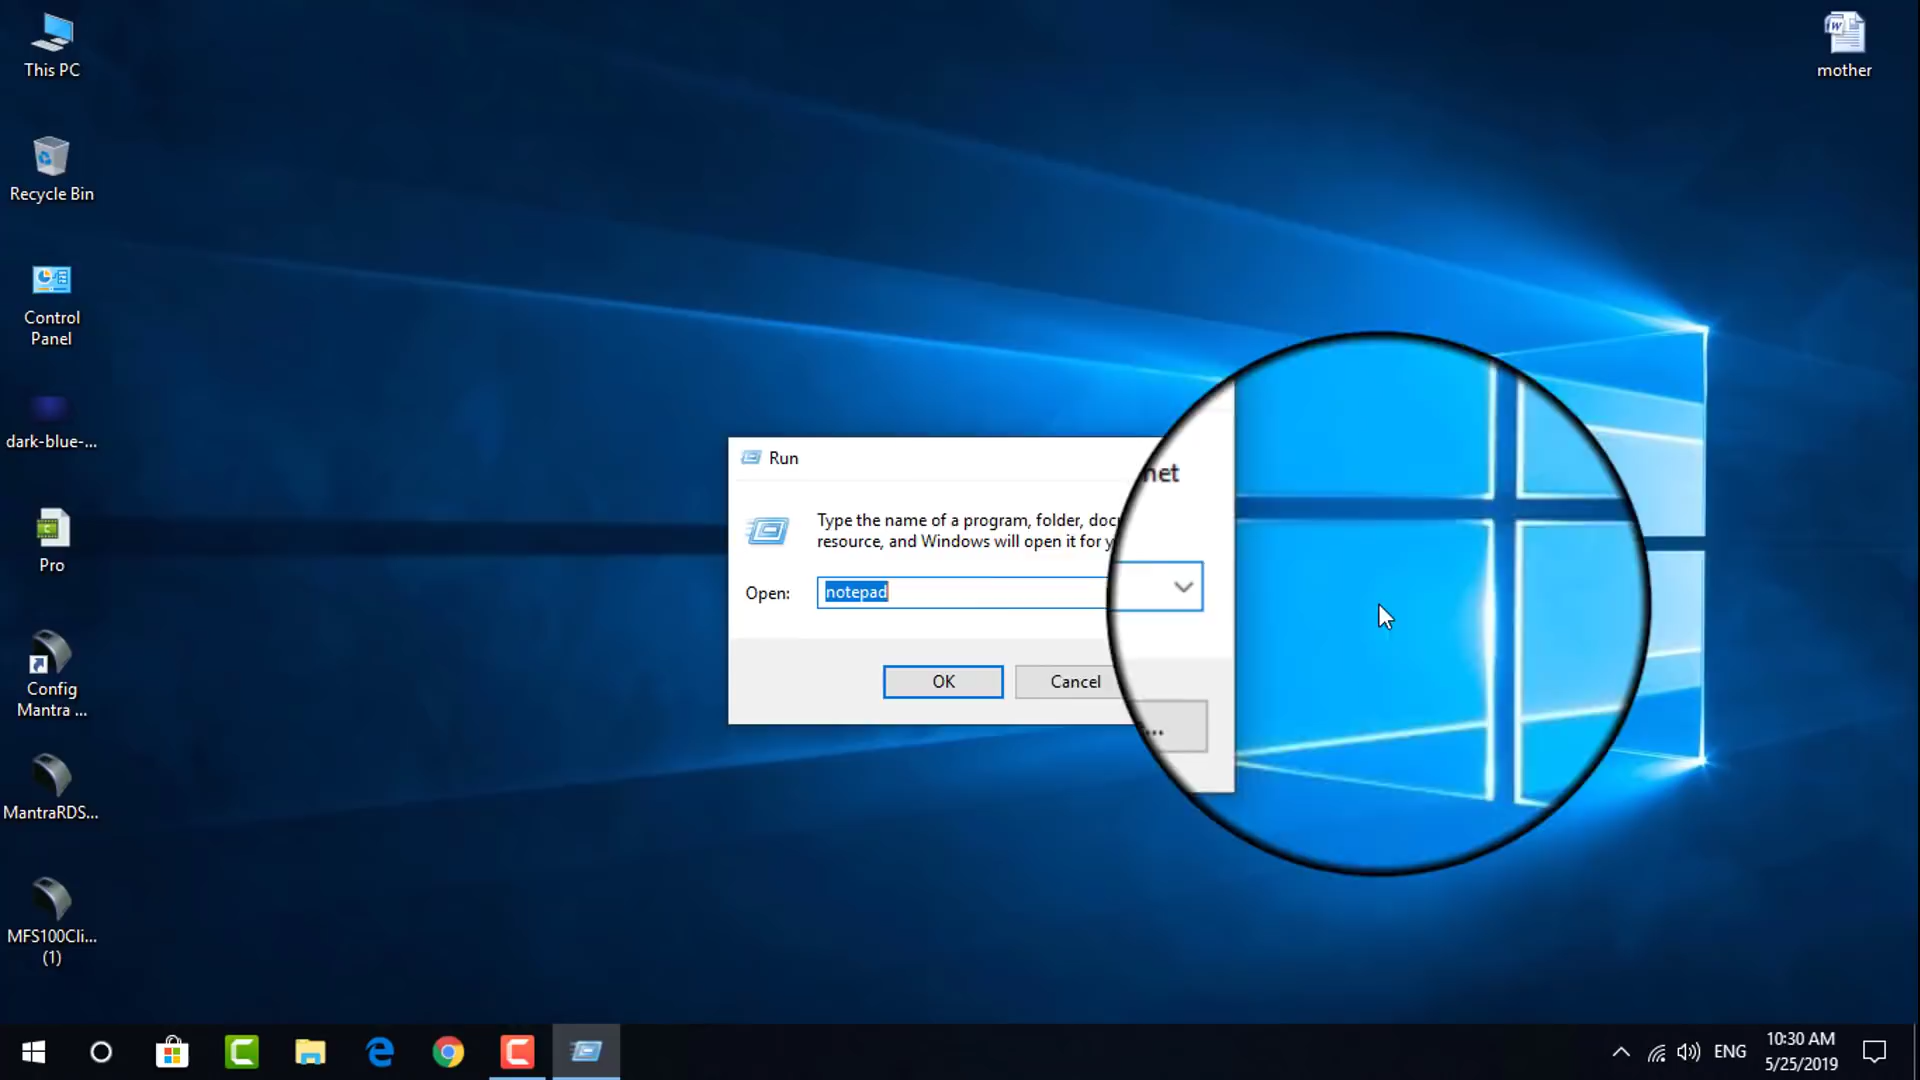 This PC
mother
Recycle Bin
Control
Panel
dark-blue-...
Pro
Config
Mantra ...
MantraRDS...
MFS100Cli...
(1)
Run
net
Type the name of a program, folder,
resource, and Windows will open it for
Open:
notepad
OK
Cancel
...
ENG
10:30 AM
5/25/2019